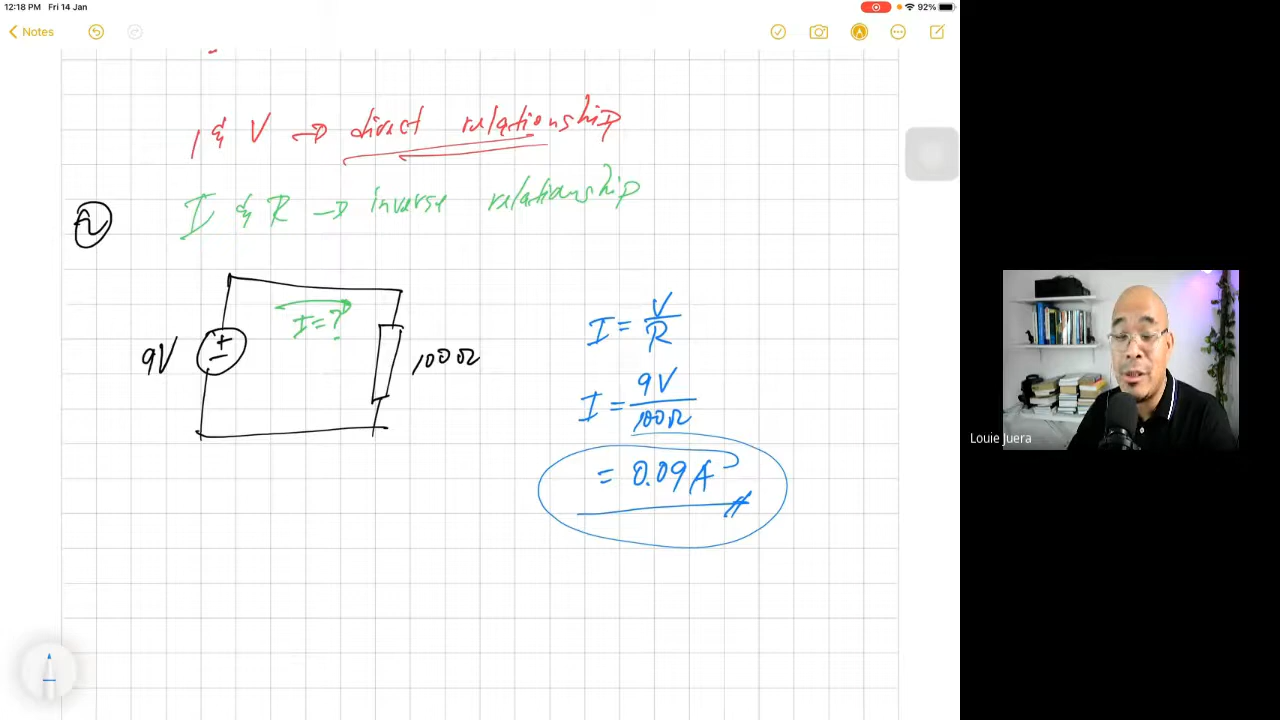 12:18 PM Fri 14 Jan
92%
Notes
I & V → direct relationship
I & R → inverse relationship
2
I = ?
9V
+
−
100Ω
I = V/R
I = 9V/100Ω
= 0.09A
Louie Juera